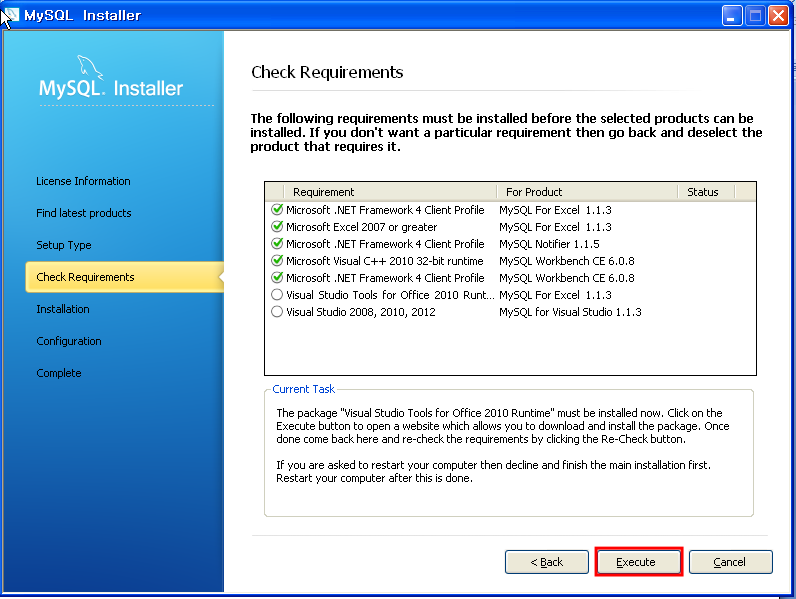 MySQL Installer
MySQL. Installer
License Information
Find latest products
Setup Type
Check Requirements
Installation
Configuration
Complete
Check Requirements
The following requirements must be installed before the selected products can be
installed. If you don't want a particular requirement then go back and deselect the
product that requires it.
Requirement For Product Status
Microsoft .NET Framework 4 Client Profile MySQL For Excel 1.1.3
Microsoft Excel 2007 or greater MySQL For Excel 1.1.3
Microsoft .NET Framework 4 Client Profile MySQL Notifier 1.1.5
Microsoft Visual C++ 2010 32-bit runtime MySQL Workbench CE 6.0.8
Microsoft .NET Framework 4 Client Profile MySQL Workbench CE 6.0.8
Visual Studio Tools for Office 2010 Runt... MySQL For Excel 1.1.3
Visual Studio 2008, 2010, 2012 MySQL for Visual Studio 1.1.3
Current Task
The package "Visual Studio Tools for Office 2010 Runtime" must be installed now. Click on the
Execute button to open a website which allows you to download and install the package. Once
done come back here and re-check the requirements by clicking the Re-Check button.
If you are asked to restart your computer then decline and finish the main installation first.
Restart your computer after this is done.
< Back
Execute
Cancel